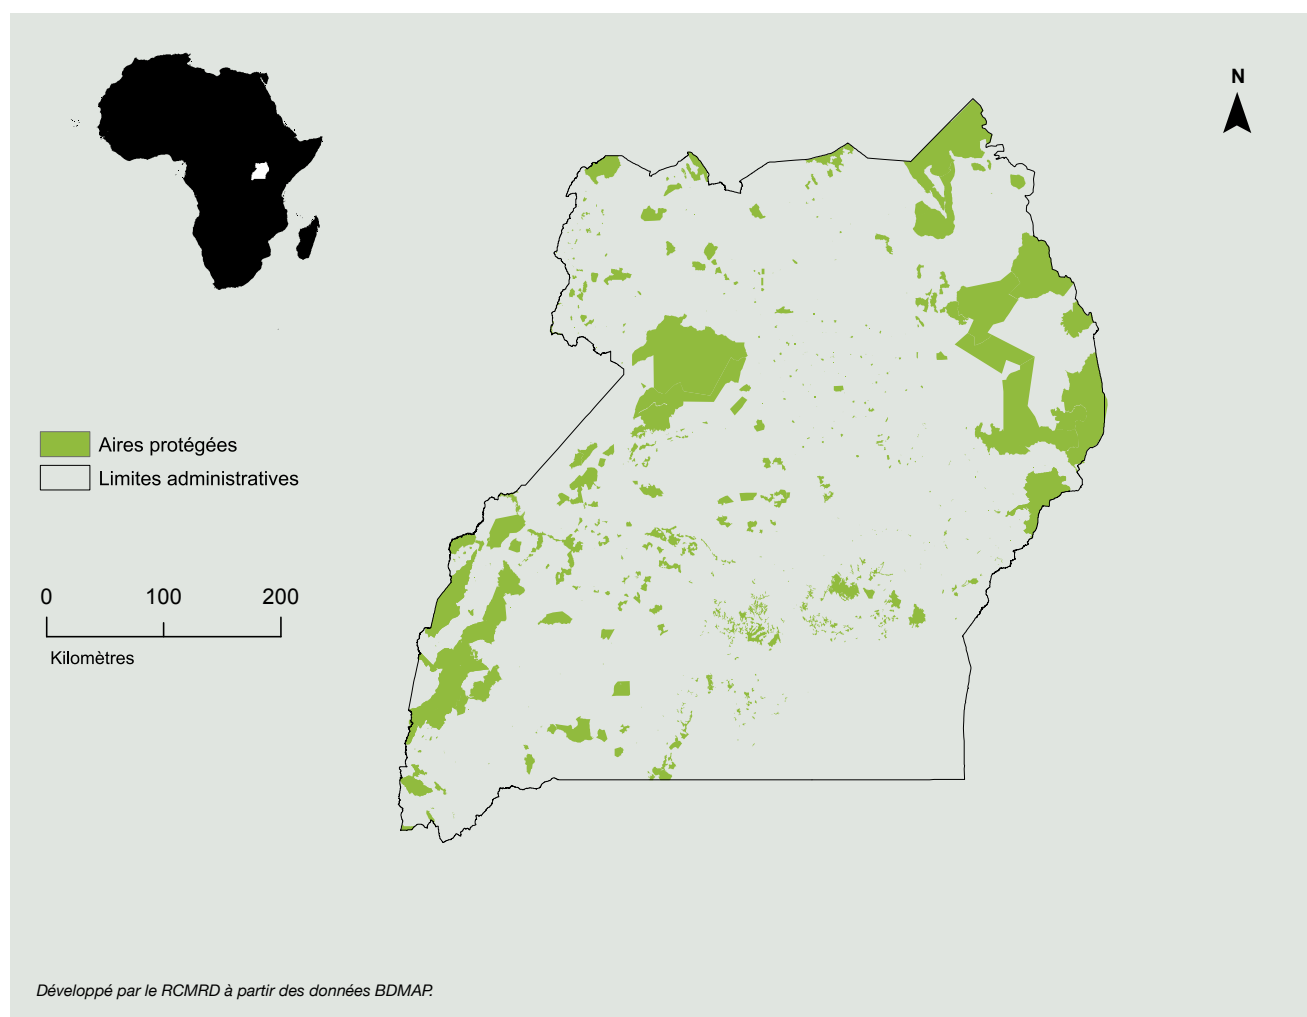 N
Aires protégées
Limites administratives
0 100 200
Kilomètres
Développé par le RCMRD à partir des données BDMAP.